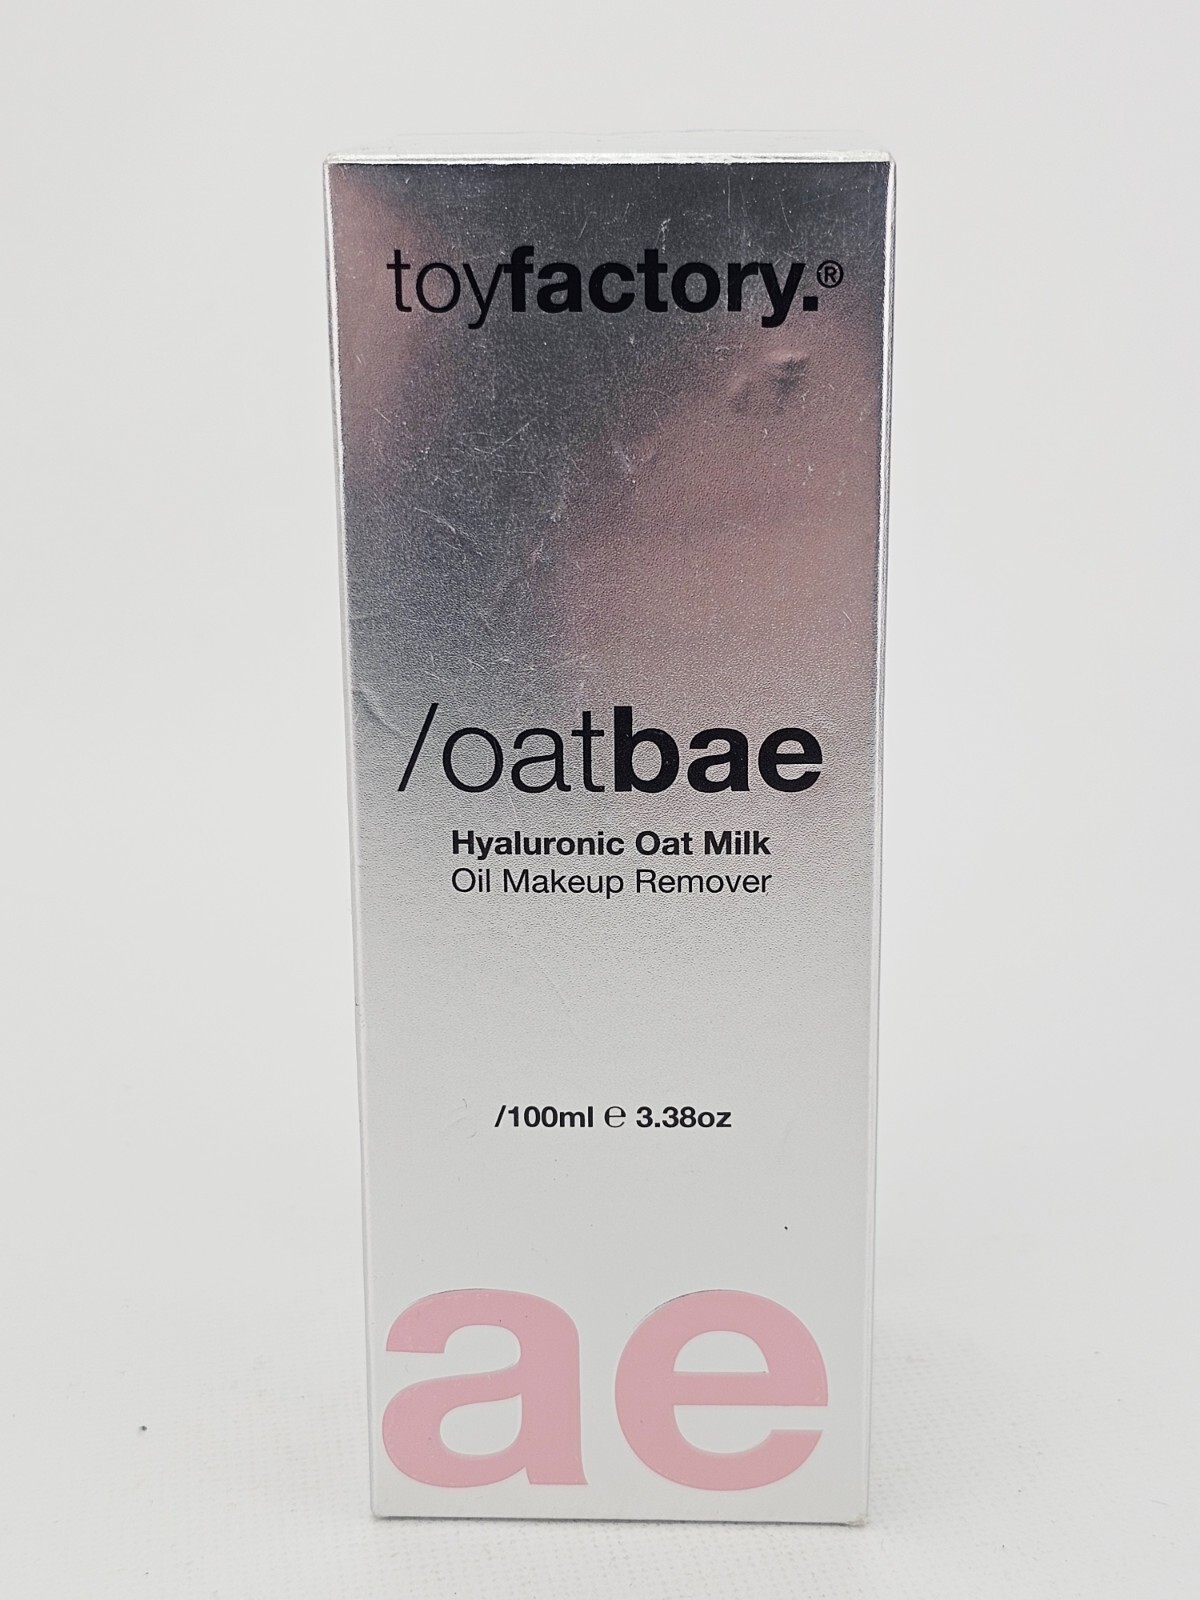 toyfactory.®
/oatbae
Hyaluronic Oat Milk
Oil Makeup Remover
/100ml ℮ 3.38oz
ae